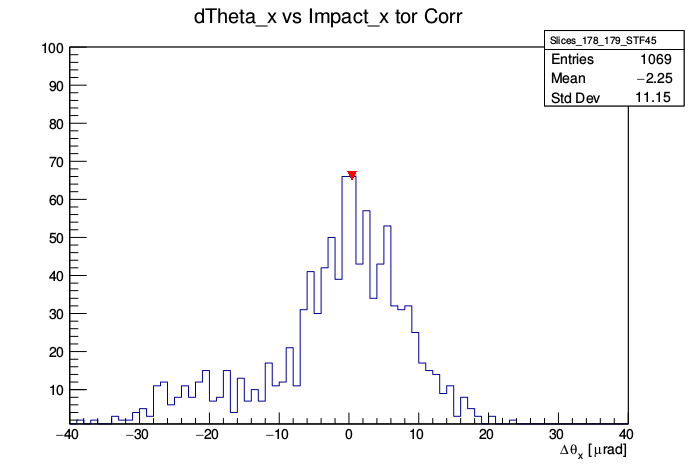 dTheta_x vs Impact_x tor Corr
Slices_178_179_STF45
Entries 1069
Mean −2.25
Std Dev 11.15
100
90
80
70
60
50
40
30
20
10
−40 −30 −20 −10 0 10 20 30 40
Δθx [μrad]